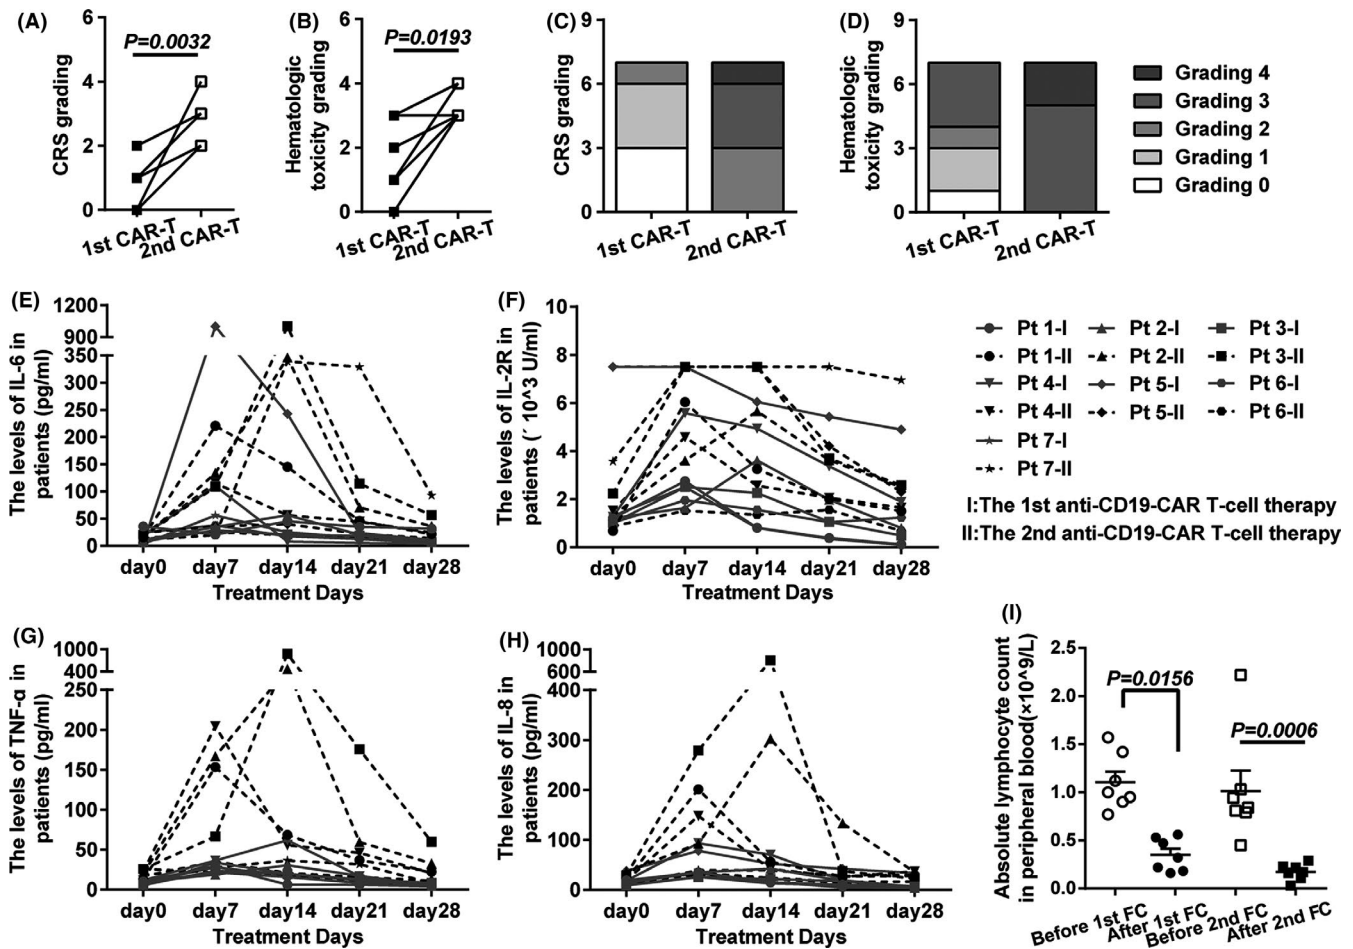 (A)
CRS grading
6
4
2
0
P=0.0032
1st CAR-T
2nd CAR-T
(B)
Hematologic
toxicity grading
6
4
2
0
P=0.0193
1st CAR-T
2nd CAR-T
(C)
CRS grading
9
6
3
0
1st CAR-T
2nd CAR-T
(D)
Hematologic
toxicity grading
9
6
3
0
1st CAR-T
2nd CAR-T
Grading 4
Grading 3
Grading 2
Grading 1
Grading 0
(E)
The levels of IL-6 in
patients (pg/ml)
1200
900
350
300
250
200
150
100
50
0
day0 day7 day14 day21 day28
Treatment Days
(F)
The levels of IL-2R in
patients (´10^3 U/ml)
10
8
6
4
2
0
day0 day7 day14 day21 day28
Treatment Days
Pt 1-I Pt 2-I Pt 3-I
Pt 1-II Pt 2-II Pt 3-II
Pt 4-I Pt 5-I Pt 6-I
Pt 4-II Pt 5-II Pt 6-II
Pt 7-I
Pt 7-II
I:The 1st anti-CD19-CAR T-cell therapy
II:The 2nd anti-CD19-CAR T-cell therapy
(G)
The levels of TNF-α in
patients (pg/ml)
1000
400
250
200
150
100
50
0
day0 day7 day14 day21 day28
Treatment Days
(H)
The levels of IL-8 in
patients (pg/ml)
1000
600
400
300
200
100
0
day0 day7 day14 day21 day28
Treatment Days
(I)
Absolute lymphocyte count
in peripheral blood(×10^9/L)
2.5
2.0
1.5
1.0
0.5
0.0
P=0.0156
P=0.0006
Before 1st FC
After 1st FC
Before 2nd FC
After 2nd FC